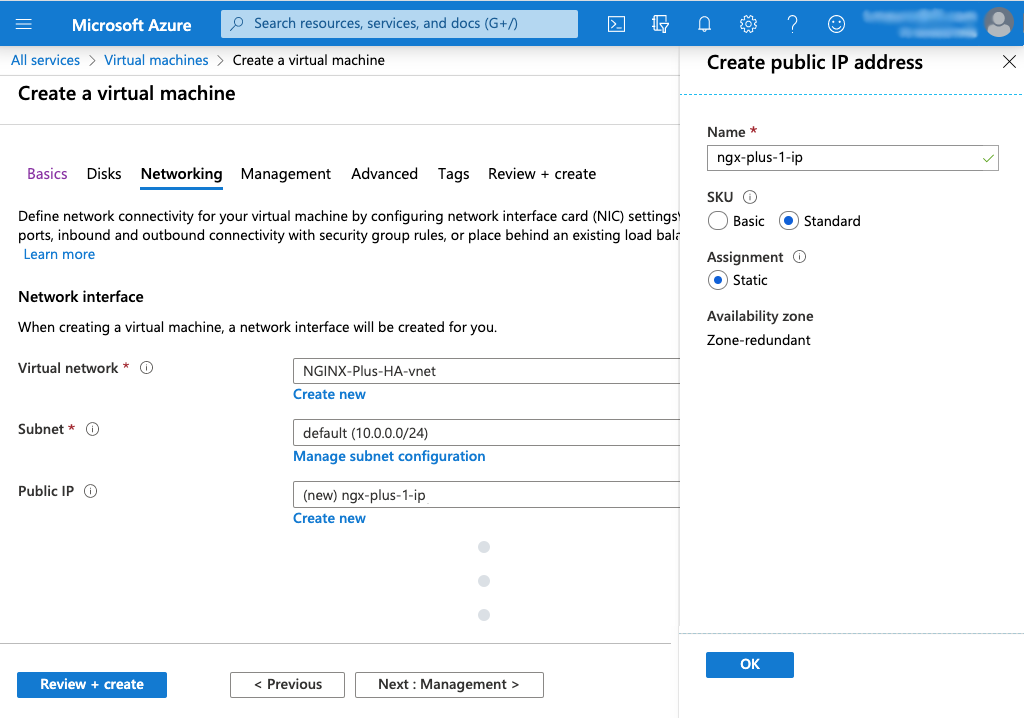 Microsoft Azure
Search resources, services, and docs (G+/)
All services > Virtual machines > Create a virtual machine
Create a virtual machine
Basics Disks Networking Management Advanced Tags Review + create
Define network connectivity for your virtual machine by configuring network interface card (NIC) settings
ports, inbound and outbound connectivity with security group rules, or place behind an existing load
Learn more
Network interface
When creating a virtual machine, a network interface will be created for you.
Virtual network *
NGINX-Plus-HA-vnet
Create new
Subnet *
default (10.0.0.0/24)
Manage subnet configuration
Public IP
(new) ngx-plus-1-ip
Create new
Review + create
< Previous
Next : Management >
Create public IP address
Name *
ngx-plus-1-ip
SKU
Basic Standard
Assignment
Static
Availability zone
Zone-redundant
OK